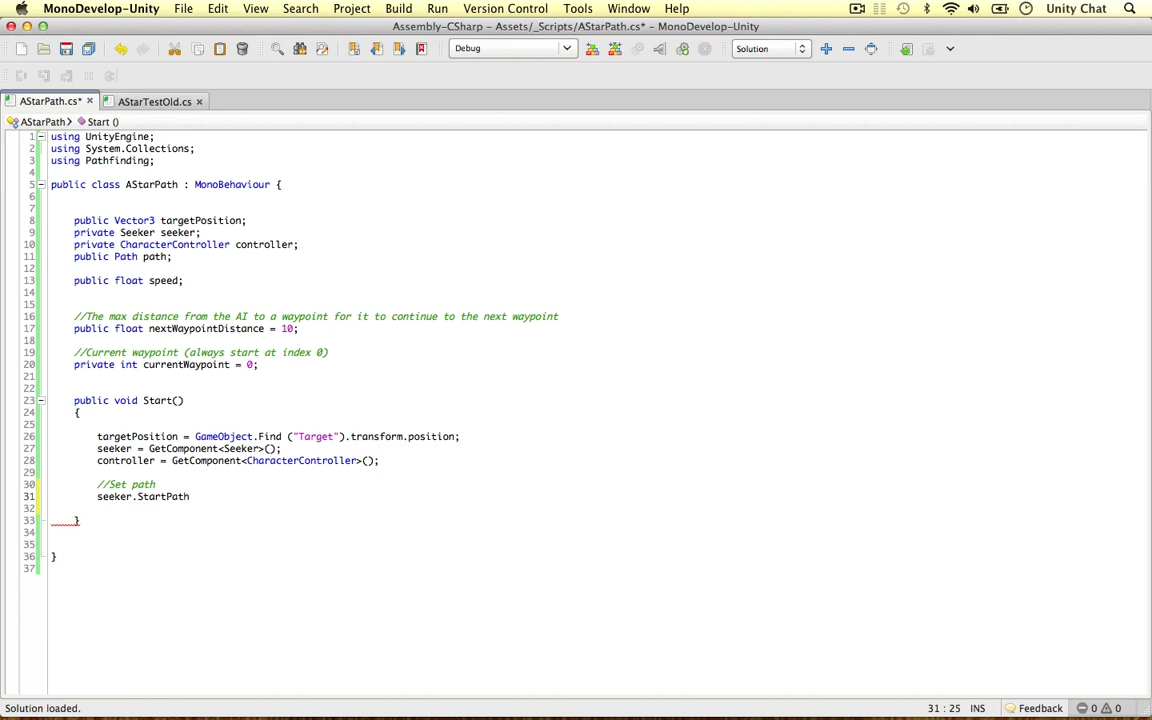 MonoDevelop-Unity File Edit View Search Project Build Run Version Control Tools Window Help Unity Chat
Assembly-CSharp - Assets/_Scripts/AStarPath.cs* - MonoDevelop-Unity
Debug Solution
AStarPath.cs* AStarTestOld.cs
AStarPath Start ()
1 using UnityEngine;
2 using System.Collections;
3 using Pathfinding;
4
5 public class AStarPath : MonoBehaviour {
6
7
8 public Vector3 targetPosition;
9 private Seeker seeker;
10 private CharacterController controller;
11 public Path path;
12
13 public float speed;
14
15
16 //The max distance from the AI to a waypoint for it to continue to the next waypoint
17 public float nextWaypointDistance = 10;
18
19 //Current waypoint (always start at index 0)
20 private int currentWaypoint = 0;
21
22
23 public void Start()
24 {
25
26 targetPosition = GameObject.Find ("Target").transform.position;
27 seeker = GetComponent<Seeker>();
28 controller = GetComponent<CharacterController>();
29
30 //Set path
31 seeker.StartPath
32
33 }
34
35
36 }
37
Solution loaded. 31 : 25 INS Feedback 0 0